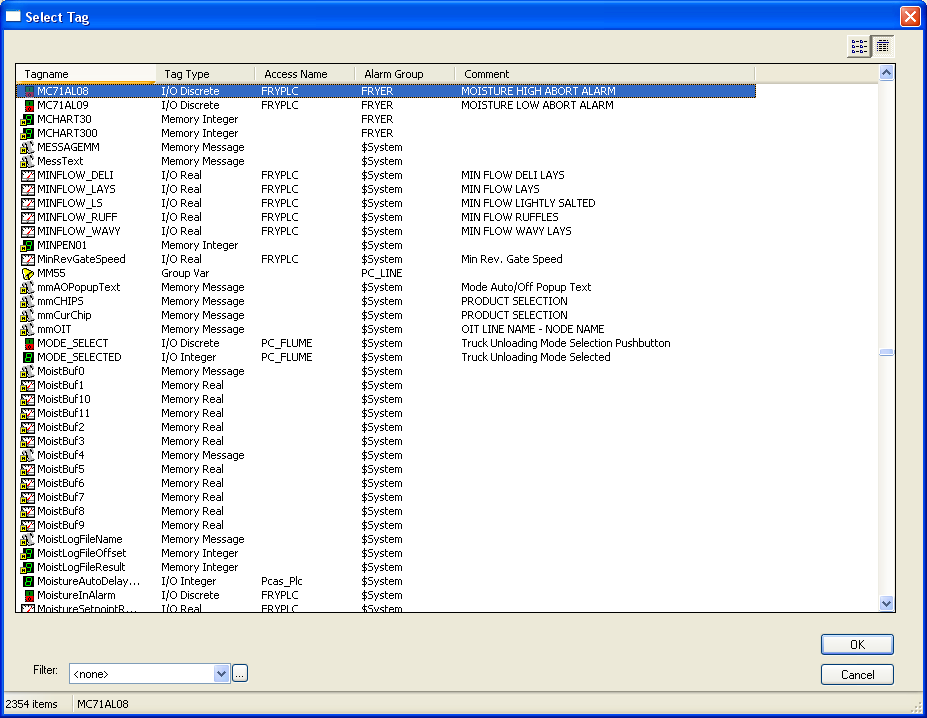 Select Tag
Tagname Tag Type Access Name Alarm Group Comment
MC71AL08 I/O Discrete FRYPLC FRYER MOISTURE HIGH ABORT ALARM
MC71AL09 I/O Discrete FRYPLC FRYER MOISTURE LOW ABORT ALARM
MCHART30 Memory Integer FRYER
MCHART300 Memory Integer FRYER
MESSAGEMM Memory Message $System
MessText Memory Message $System
MINFLOW_DELI I/O Real FRYPLC $System MIN FLOW DELI LAYS
MINFLOW_LAYS I/O Real FRYPLC $System MIN FLOW LAYS
MINFLOW_LS I/O Real FRYPLC $System MIN FLOW LIGHTLY SALTED
MINFLOW_RUFF I/O Real FRYPLC $System MIN FLOW RUFFLES
MINFLOW_WAVY I/O Real FRYPLC $System MIN FLOW WAVY LAYS
MINPEN01 Memory Integer $System
MinRevGateSpeed I/O Real FRYPLC $System Min Rev. Gate Speed
MM55 Group Var PC_LINE
mmAOPopupText Memory Message $System Mode Auto/Off Popup Text
mmCHIPS Memory Message $System PRODUCT SELECTION
mmCurChip Memory Message $System PRODUCT SELECTION
mmOIT Memory Message $System OIT LINE NAME - NODE NAME
MODE_SELECT I/O Discrete PC_FLUME $System Truck Unloading Mode Selection Pushbutton
MODE_SELECTED I/O Integer PC_FLUME $System Truck Unloading Mode Selected
MoistBuf0 Memory Message $System
MoistBuf1 Memory Real $System
MoistBuf10 Memory Real $System
MoistBuf11 Memory Real $System
MoistBuf2 Memory Real $System
MoistBuf3 Memory Real $System
MoistBuf4 Memory Message $System
MoistBuf5 Memory Real $System
MoistBuf6 Memory Real $System
MoistBuf7 Memory Real $System
MoistBuf8 Memory Real $System
MoistBuf9 Memory Real $System
MoistLogFileName Memory Message $System
MoistLogFileOffset Memory Integer $System
MoistLogFileResult Memory Integer $System
MoistureAutoDelay... I/O Integer Pcas_Plc $System
MoistureInAlarm I/O Discrete FRYPLC $System
MoistureSetpointR... I/O Real FRYPLC $System
OK
Filter: <none> ...
Cancel
2354 items MC71AL08